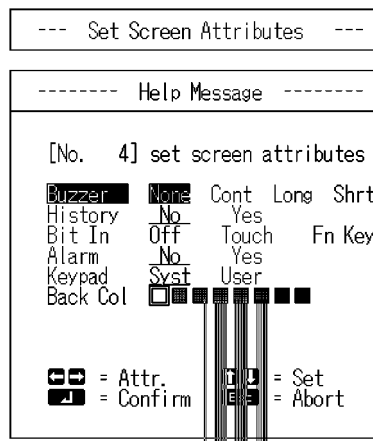 --- Set Screen Attributes ---
-------- Help Message --------
[No. 4] set screen attributes
Buzzer None Cont Long Shrt
History No Yes
Bit In Off Touch Fn Key
Alarm No Yes
Keypad Syst User
Back Col
= Attr. = Set
= Confirm = Abort